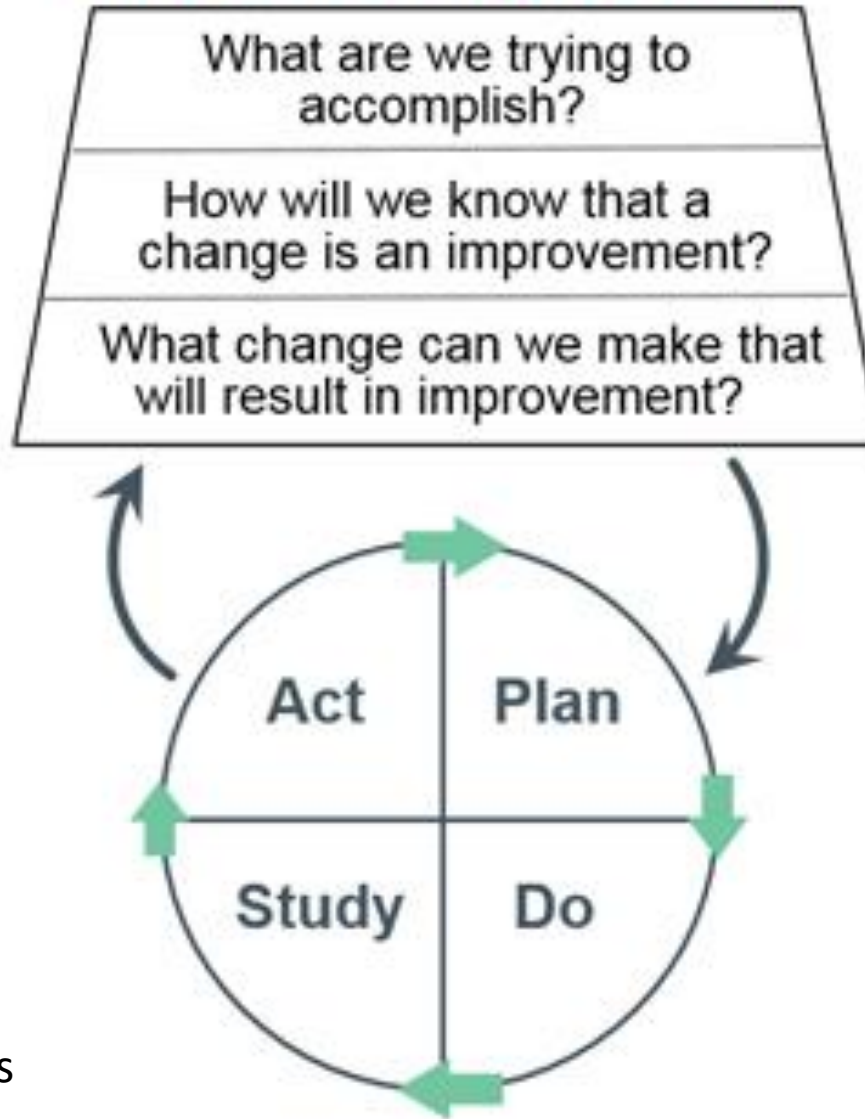 What are we trying to
accomplish?
How will we know that a
change is an improvement?
What change can we make that
will result in improvement?
Act
Plan
Study
Do
s